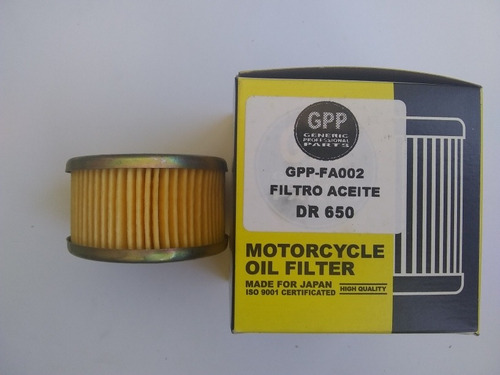 GPP
GENERIC
PROFESSIONAL
PARTS
GPP-FA002
FILTRO ACEITE
DR 650
MOTORCYCLE
OIL FILTER
MADE FOR JAPAN
ISO 9001 CERTIFICATED HIGH QUALITY